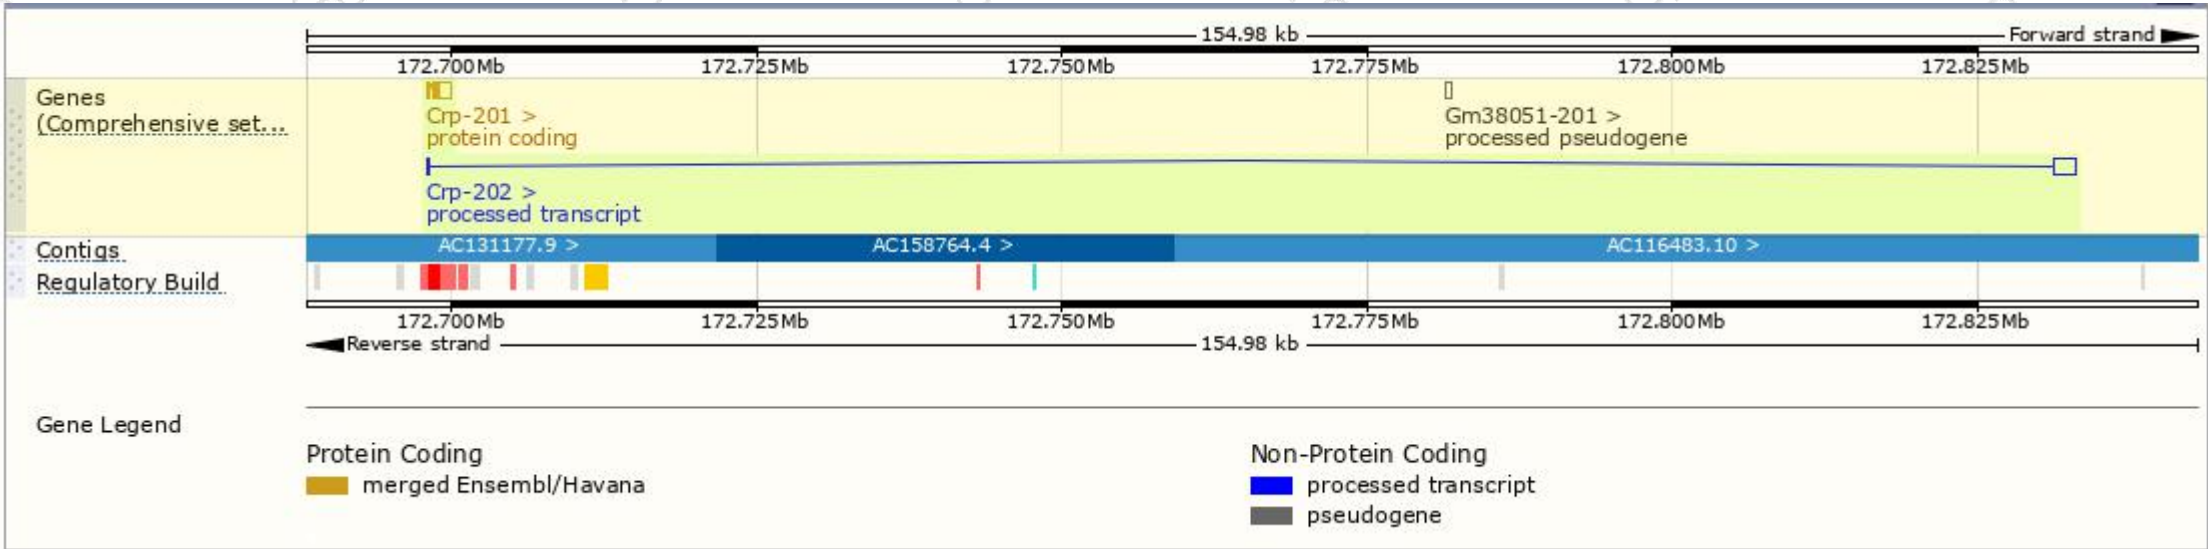 154.98 kb
Forward strand
172.700Mb 172.725Mb 172.750Mb 172.775Mb 172.800Mb 172.825Mb
Genes
(Comprehensive set...
Crp-201 >
protein coding
Gm38051-201 >
processed pseudogene
Crp-202 >
processed transcript
Contigs
AC131177.9 > AC158764.4 > AC116483.10 >
Regulatory Build
172.700Mb 172.725Mb 172.750Mb 172.775Mb 172.800Mb 172.825Mb
Reverse strand 154.98 kb
Gene Legend
Protein Coding
merged Ensembl/Havana
Non-Protein Coding
processed transcript
pseudogene